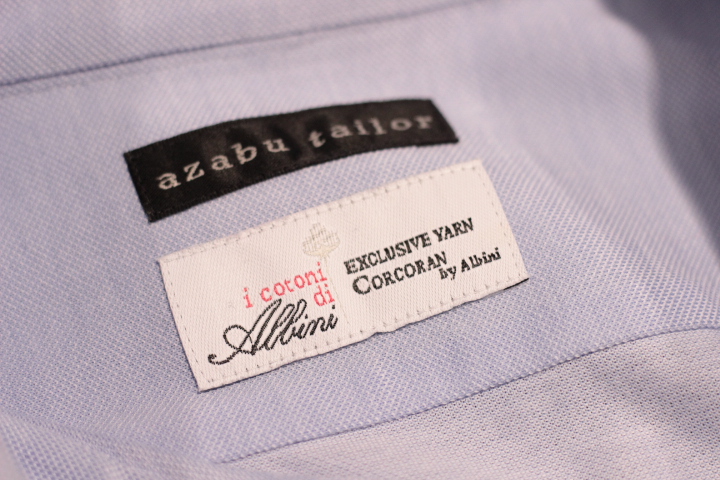 azabu tailor
i cotoni
di
Albini
EXCLUSIVE YARN
CORCORAN
by Albini